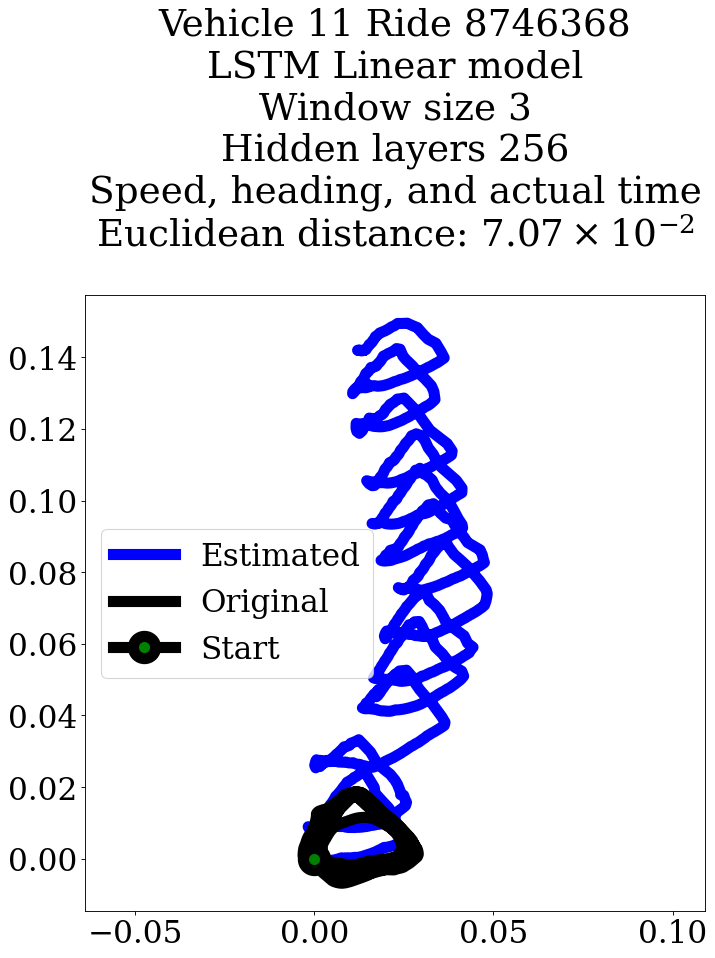 Vehicle 11 Ride 8746368
LSTM Linear model
Window size 3
Hidden layers 256
Speed, heading, and actual time
Euclidean distance: 7.07 × 10⁻²
0.14
0.12
0.10
0.08
0.06
0.04
0.02
0.00
Estimated
Original
Start
−0.05 0.00 0.05 0.10